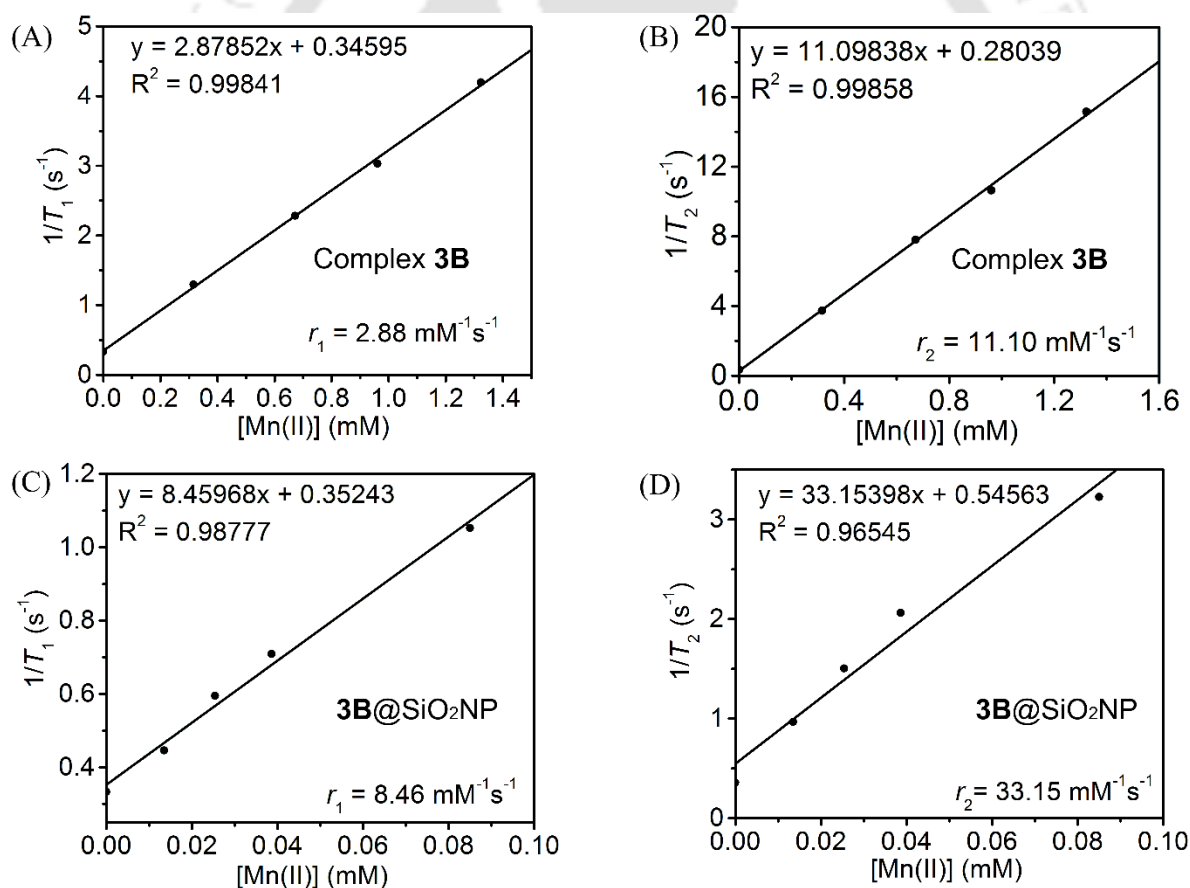 (A)
y = 2.87852x + 0.34595
R² = 0.99841
5
4
3
2
1
0
1/T₁ (s⁻¹)
Complex 3B
r₁ = 2.88 mM⁻¹s⁻¹
0.0 0.2 0.4 0.6 0.8 1.0 1.2 1.4
[Mn(II)] (mM)
(B)
y = 11.09838x + 0.28039
R² = 0.99858
20
16
12
8
4
0
1/T₂ (s⁻¹)
Complex 3B
r₂ = 11.10 mM⁻¹s⁻¹
0.0 0.4 0.8 1.2 1.6
[Mn(II)] (mM)
(C)
y = 8.45968x + 0.35243
R² = 0.98777
1.2
1.0
0.8
0.6
0.4
1/T₁ (s⁻¹)
3B@SiO₂NP
r₁ = 8.46 mM⁻¹s⁻¹
0.00 0.02 0.04 0.06 0.08 0.10
[Mn(II)] (mM)
(D)
y = 33.15398x + 0.54563
R² = 0.96545
3
2
1
0
1/T₂ (s⁻¹)
3B@SiO₂NP
r₂= 33.15 mM⁻¹s⁻¹
0.00 0.02 0.04 0.06 0.08 0.10
[Mn(II)] (mM)